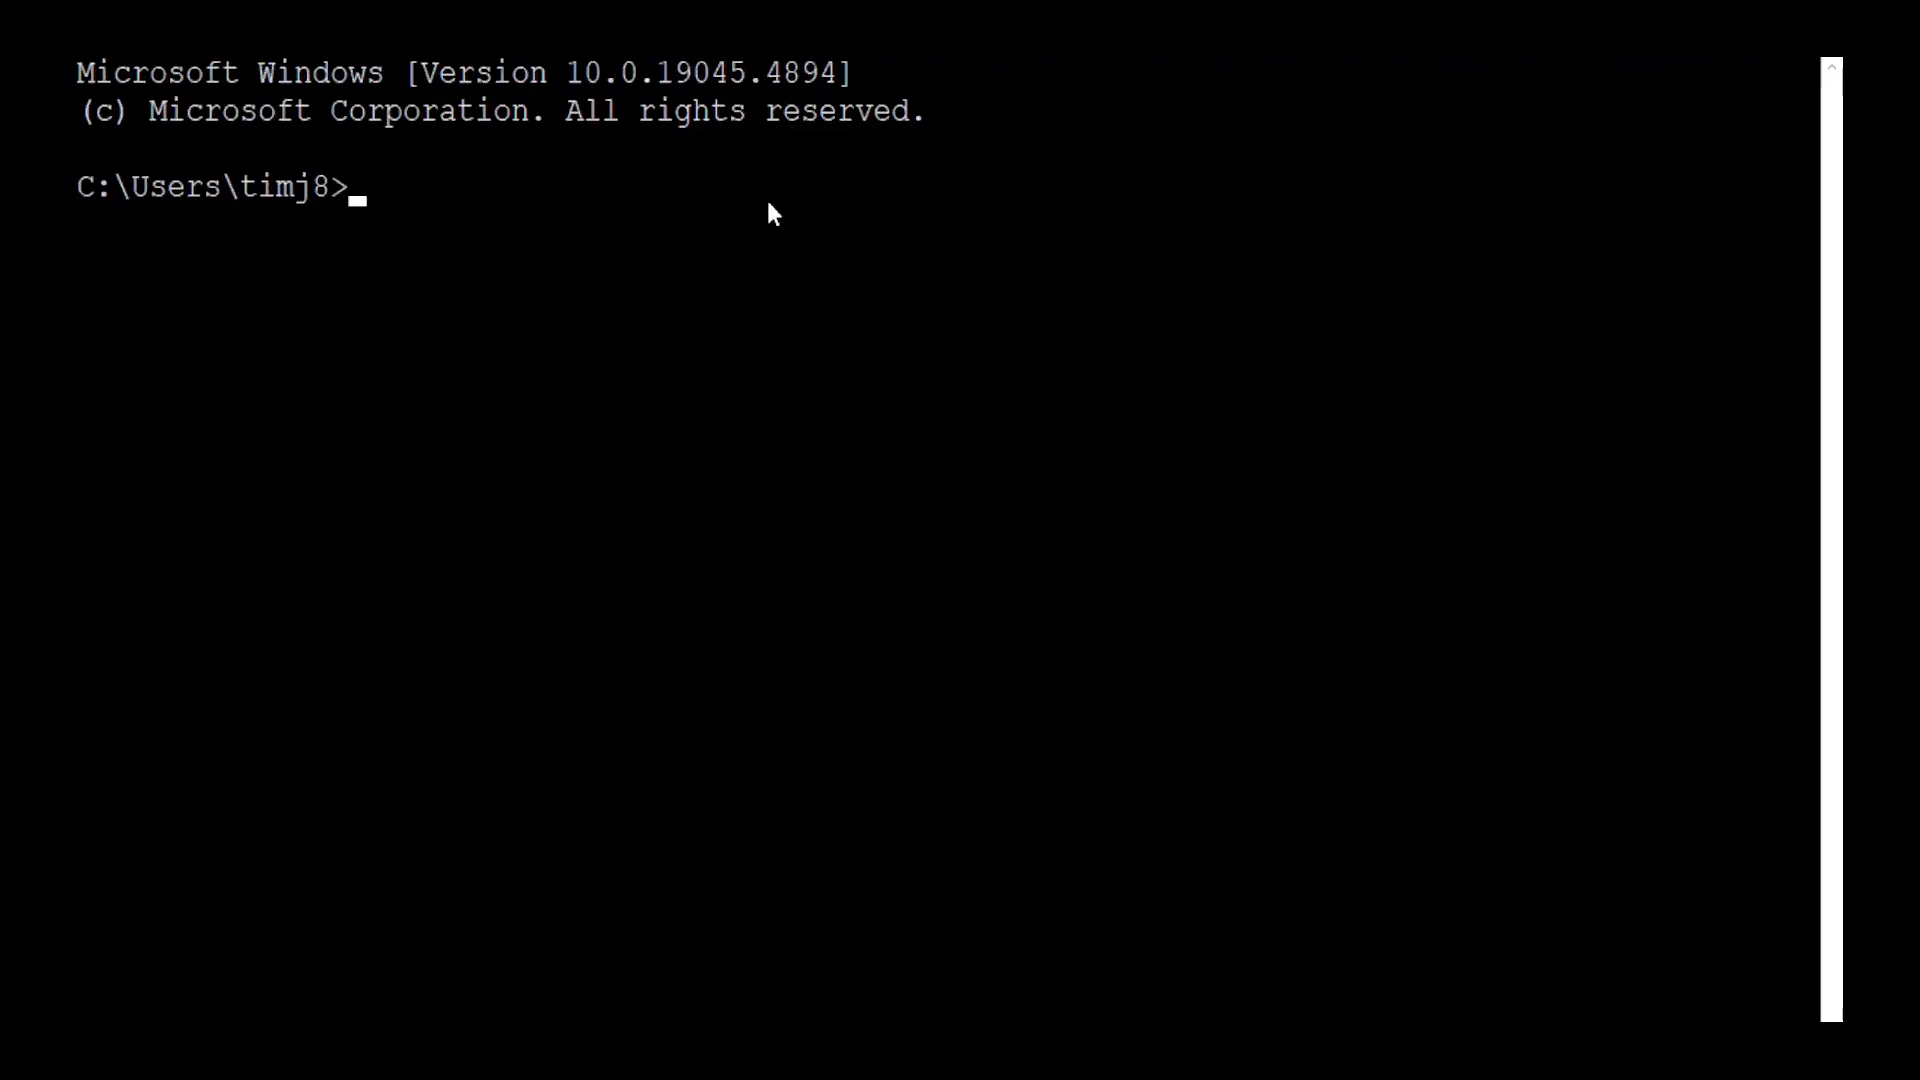 Microsoft Windows [Version 10.0.19045.4894]
(c) Microsoft Corporation. All rights reserved.
C:\Users\timj8>